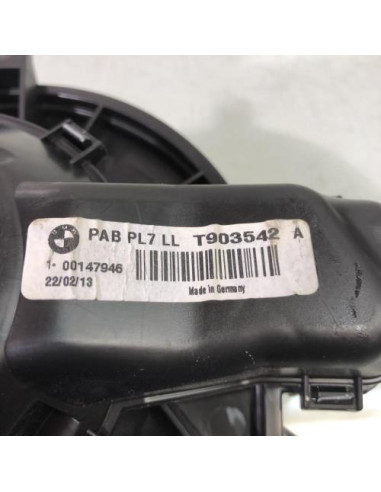 PAB PL7 LL T903542 A
1- 00147946
22/02/13
Made in Germany